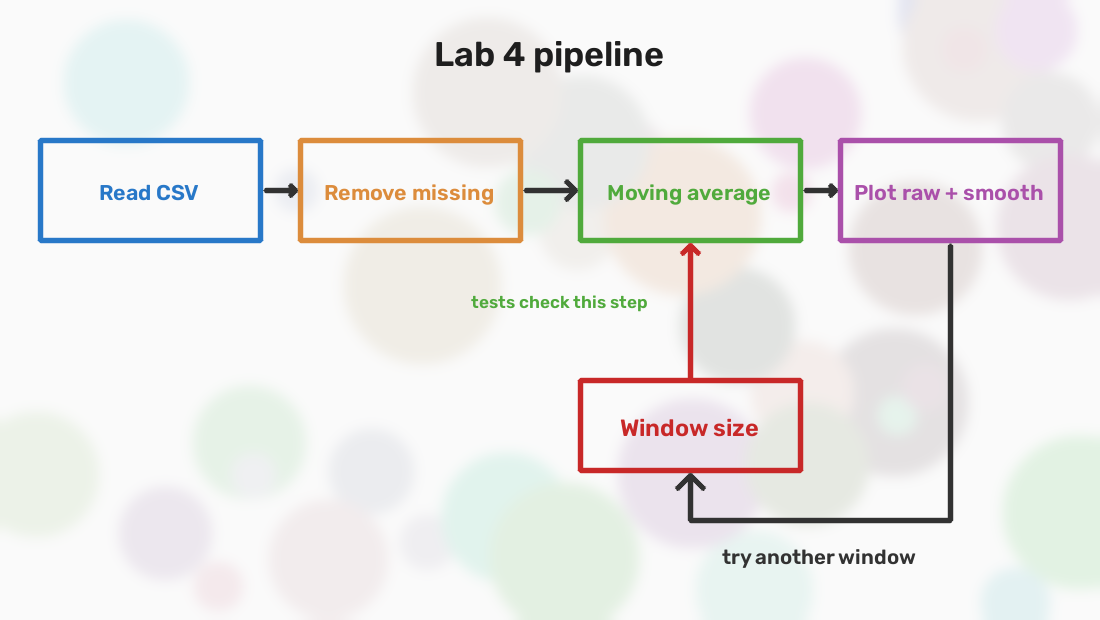 Lab 4 pipeline
Read CSV
Remove missing
Moving average
Plot raw + smooth
tests check this step
Window size
try another window